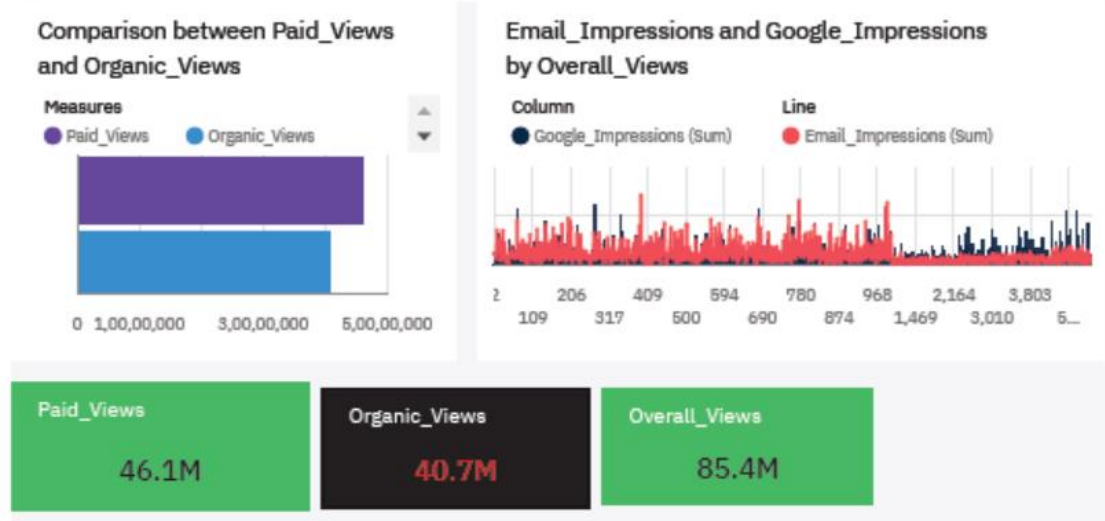 Comparison between Paid_Views
and Organic_Views
Measures
Paid_Views Organic_Views
0 1,00,00,000 3,00,00,000 5,00,00,000
Email_Impressions and Google_Impressions
by Overall_Views
Column Line
Google_Impressions (Sum) Email_Impressions (Sum)
2 206 409 594 780 968 2,164 3,803
109 317 500 690 874 1,469 3,010 5...
Paid_Views
46.1M
Organic_Views
40.7M
Overall_Views
85.4M